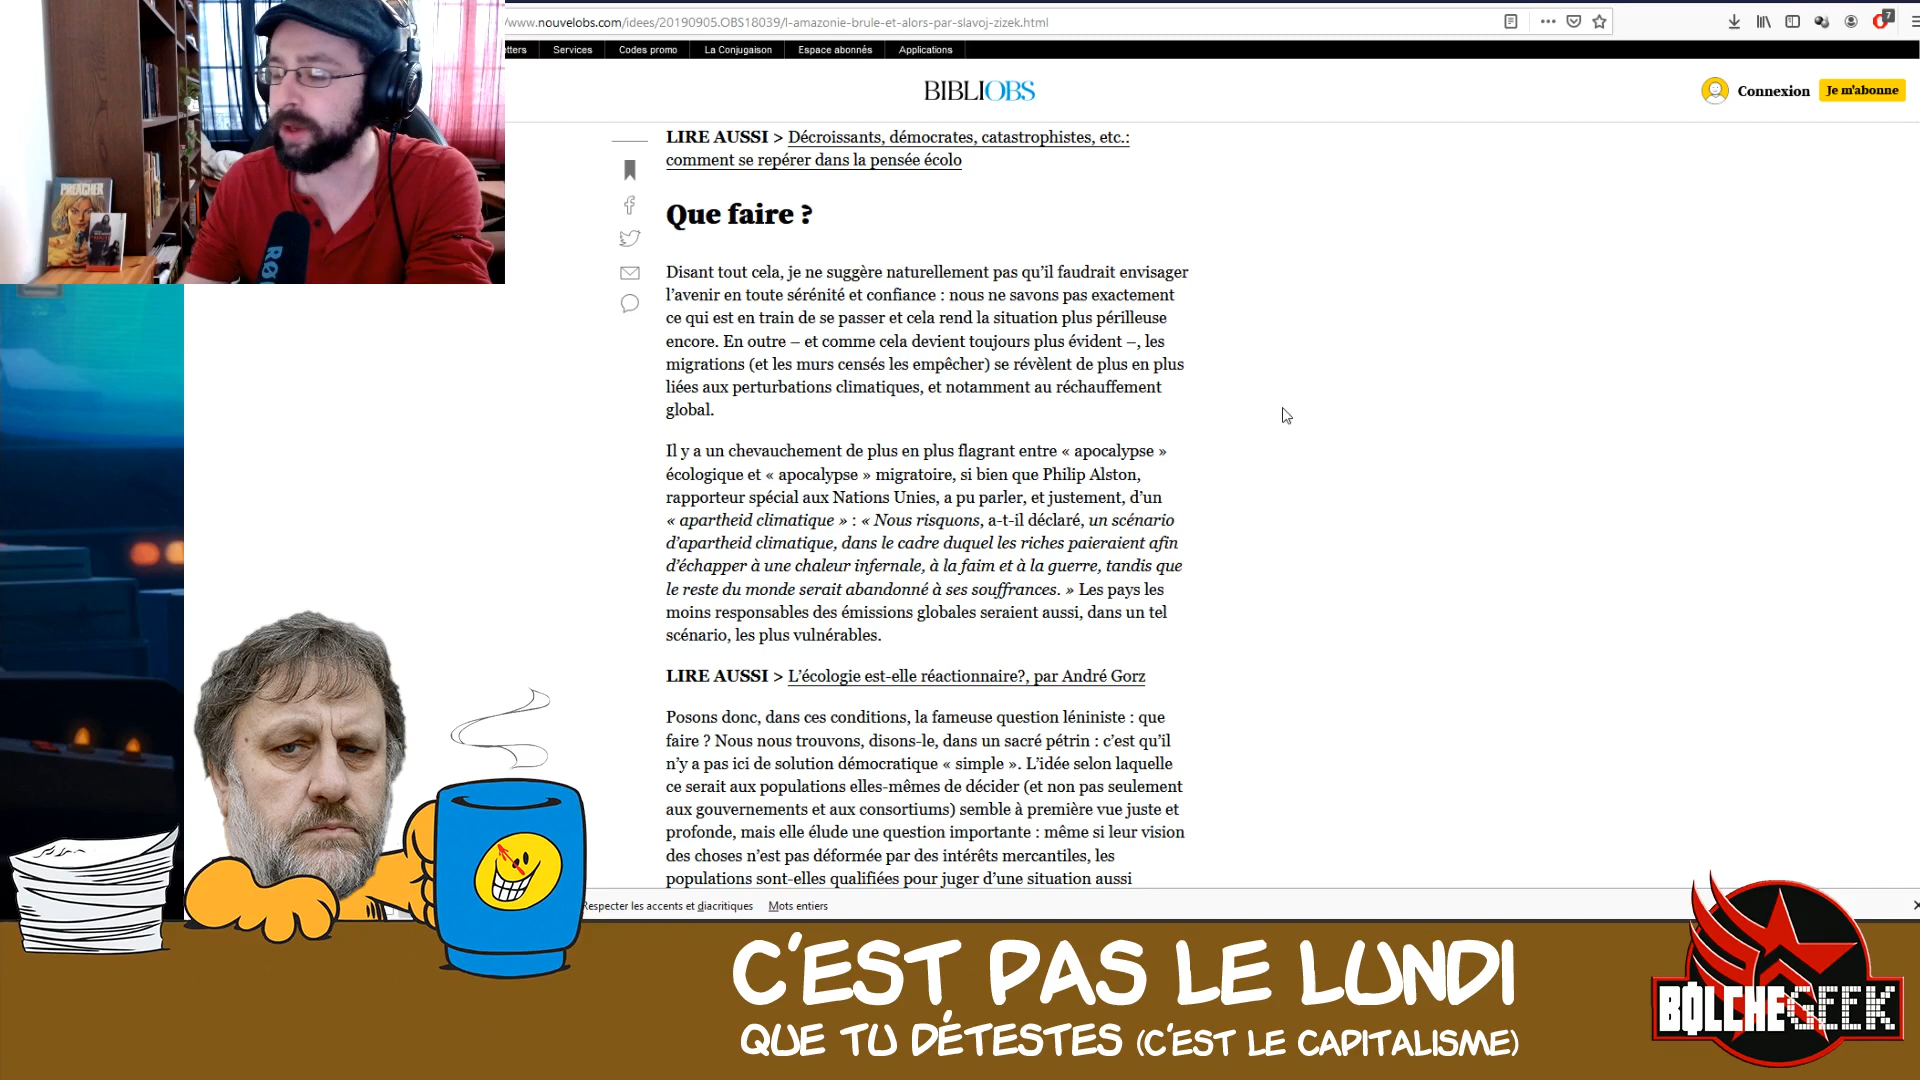 www.nouvelobs.com/idees/20190905.OBS18039/l-amazonie-brule-et-alors-par-slavoj-zizek.html
7
Services
Codes promo
La Conjugaison
Espace abonnés
Applications
BIBLIOBS
Connexion
Je m'abonne
LIRE AUSSI > Décroissants, démocrates, catastrophistes, etc.:
comment se repérer dans la pensée écolo
PREACHER
Que faire ?
Disant tout cela, je ne suggère naturellement pas qu’il faudrait envisager
l’avenir en toute sérénité et confiance : nous ne savons pas exactement
ce qui est en train de se passer et cela rend la situation plus périlleuse
encore. En outre – et comme cela devient toujours plus évident –, les
migrations (et les murs censés les empêcher) se révèlent de plus en plus
liées aux perturbations climatiques, et notamment au réchauffement
global.
Il y a un chevauchement de plus en plus flagrant entre « apocalypse »
écologique et « apocalypse » migratoire, si bien que Philip Alston,
rapporteur spécial aux Nations Unies, a pu parler, et justement, d’un
« apartheid climatique » : « Nous risquons, a-t-il déclaré, un scénario
d’apartheid climatique, dans le cadre duquel les riches paieraient afin
d’échapper à une chaleur infernale, à la faim et à la guerre, tandis que
le reste du monde serait abandonné à ses souffrances. » Les pays les
moins responsables des émissions globales seraient aussi, dans un tel
scénario, les plus vulnérables.
LIRE AUSSI > L’écologie est-elle réactionnaire?, par André Gorz
Posons donc, dans ces conditions, la fameuse question léniniste : que
faire ? Nous nous trouvons, disons-le, dans un sacré pétrin : c’est qu’il
n’y a pas ici de solution démocratique « simple ». L’idée selon laquelle
ce serait aux populations elles-mêmes de décider (et non pas seulement
aux gouvernements et aux consortiums) semble à première vue juste et
profonde, mais elle élude une question importante : même si leur vision
des choses n’est pas déformée par des intérêts mercantiles, les
populations sont-elles qualifiées pour juger d’une situation aussi
Respecter les accents et diacritiques
Mots entiers
C'EST PAS LE LUNDI
QUE TU DÉTESTES (C'EST LE CAPITALISME)
BOLCHEGEEK